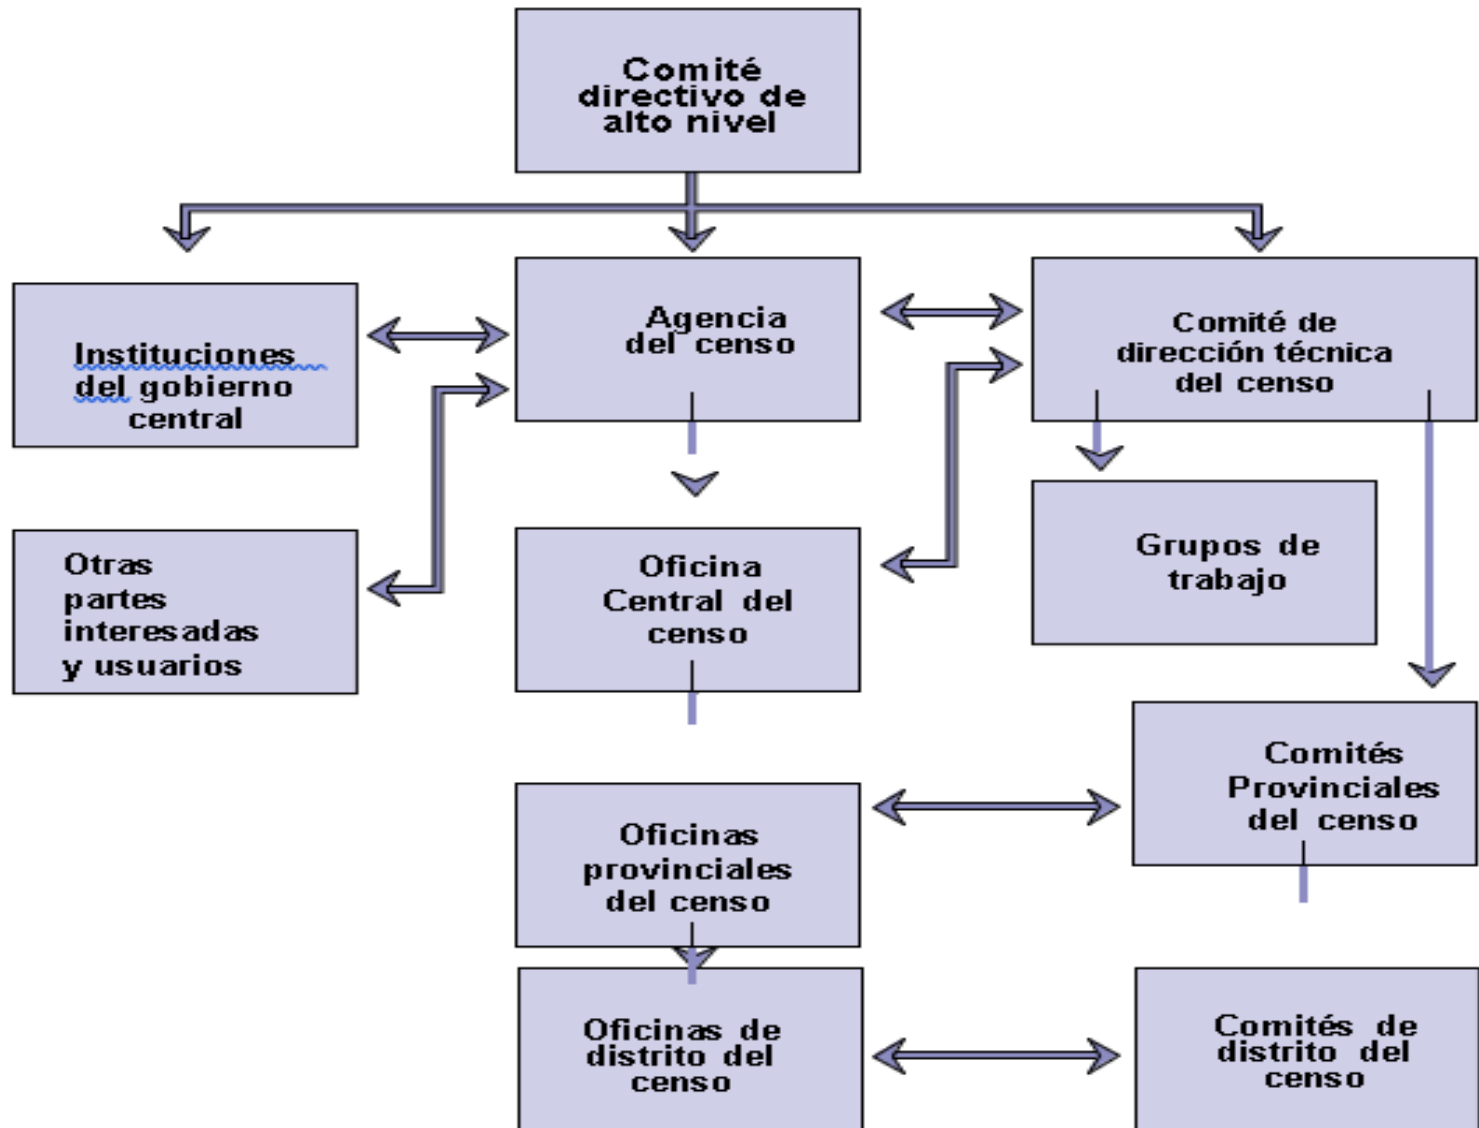 Comité
directivo de
alto nivel
Instituciones
del gobierno
central
Agencia
del censo
Comité de
dirección técnica
del censo
Otras
partes
interesadas
y usuarios
Oficina
Central del
censo
Grupos de
trabajo
Comités
Provinciales
del censo
Oficinas
provinciales
del censo
Oficinas de
distrito del
censo
Comités de
distrito del
censo